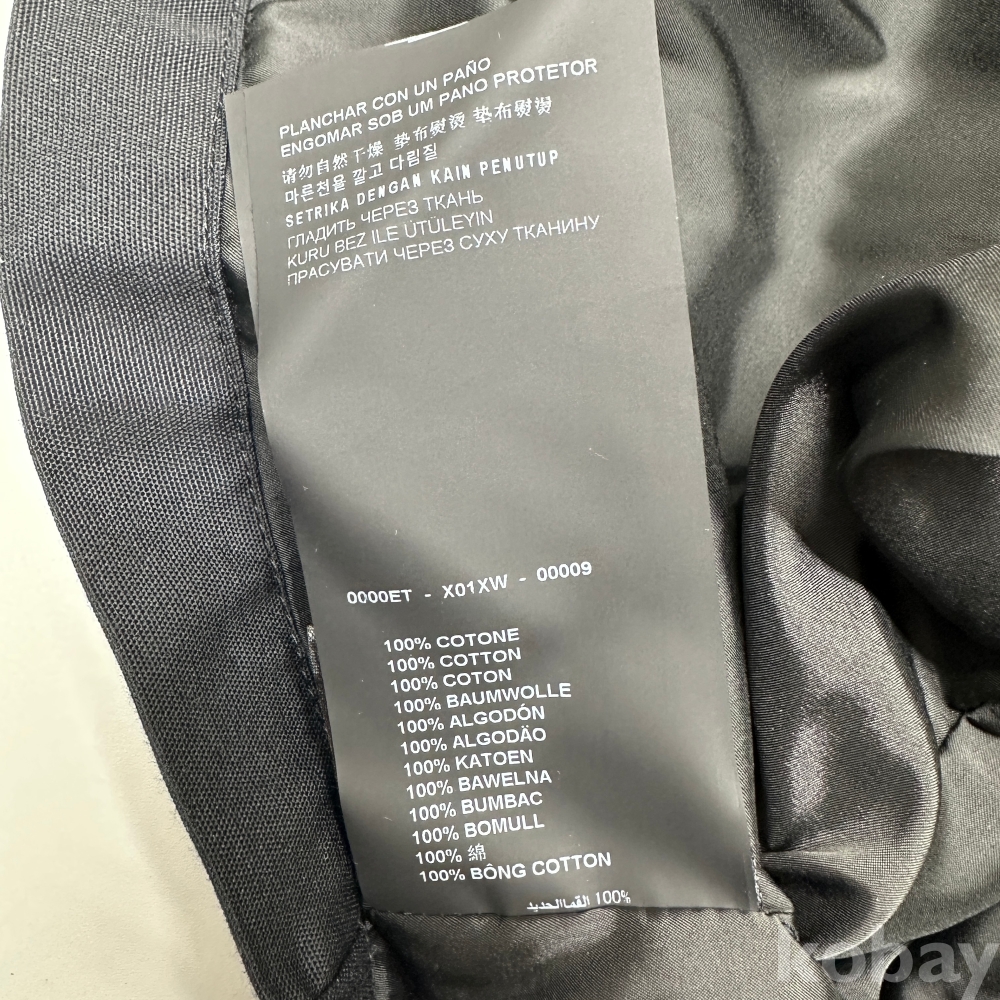 PLANCHAR CON UN PAÑO
ENGOMAR SOB UM PANO PROTETOR
请勿自然干燥 垫布熨烫 墊布熨燙
마른천을 깔고 다림질
SETRIKA DENGAN KAIN PENUTUP
ГЛАДИТЬ ЧЕРЕЗ ТКАНЬ
KURU BEZ ILE ÜTÜLEYIN
ПРАСУВАТИ ЧЕРЕЗ СУХУ ТКАНИНУ
0000ET - X01XW - 00009
100% COTONE
100% COTTON
100% COTON
100% BAUMWOLLE
100% ALGODÓN
100% ALGODÃO
100% KATOEN
100% BAWELNA
100% BUMBAC
100% BOMULL
100% 綿
100% BÔNG COTTON
100%
kobay